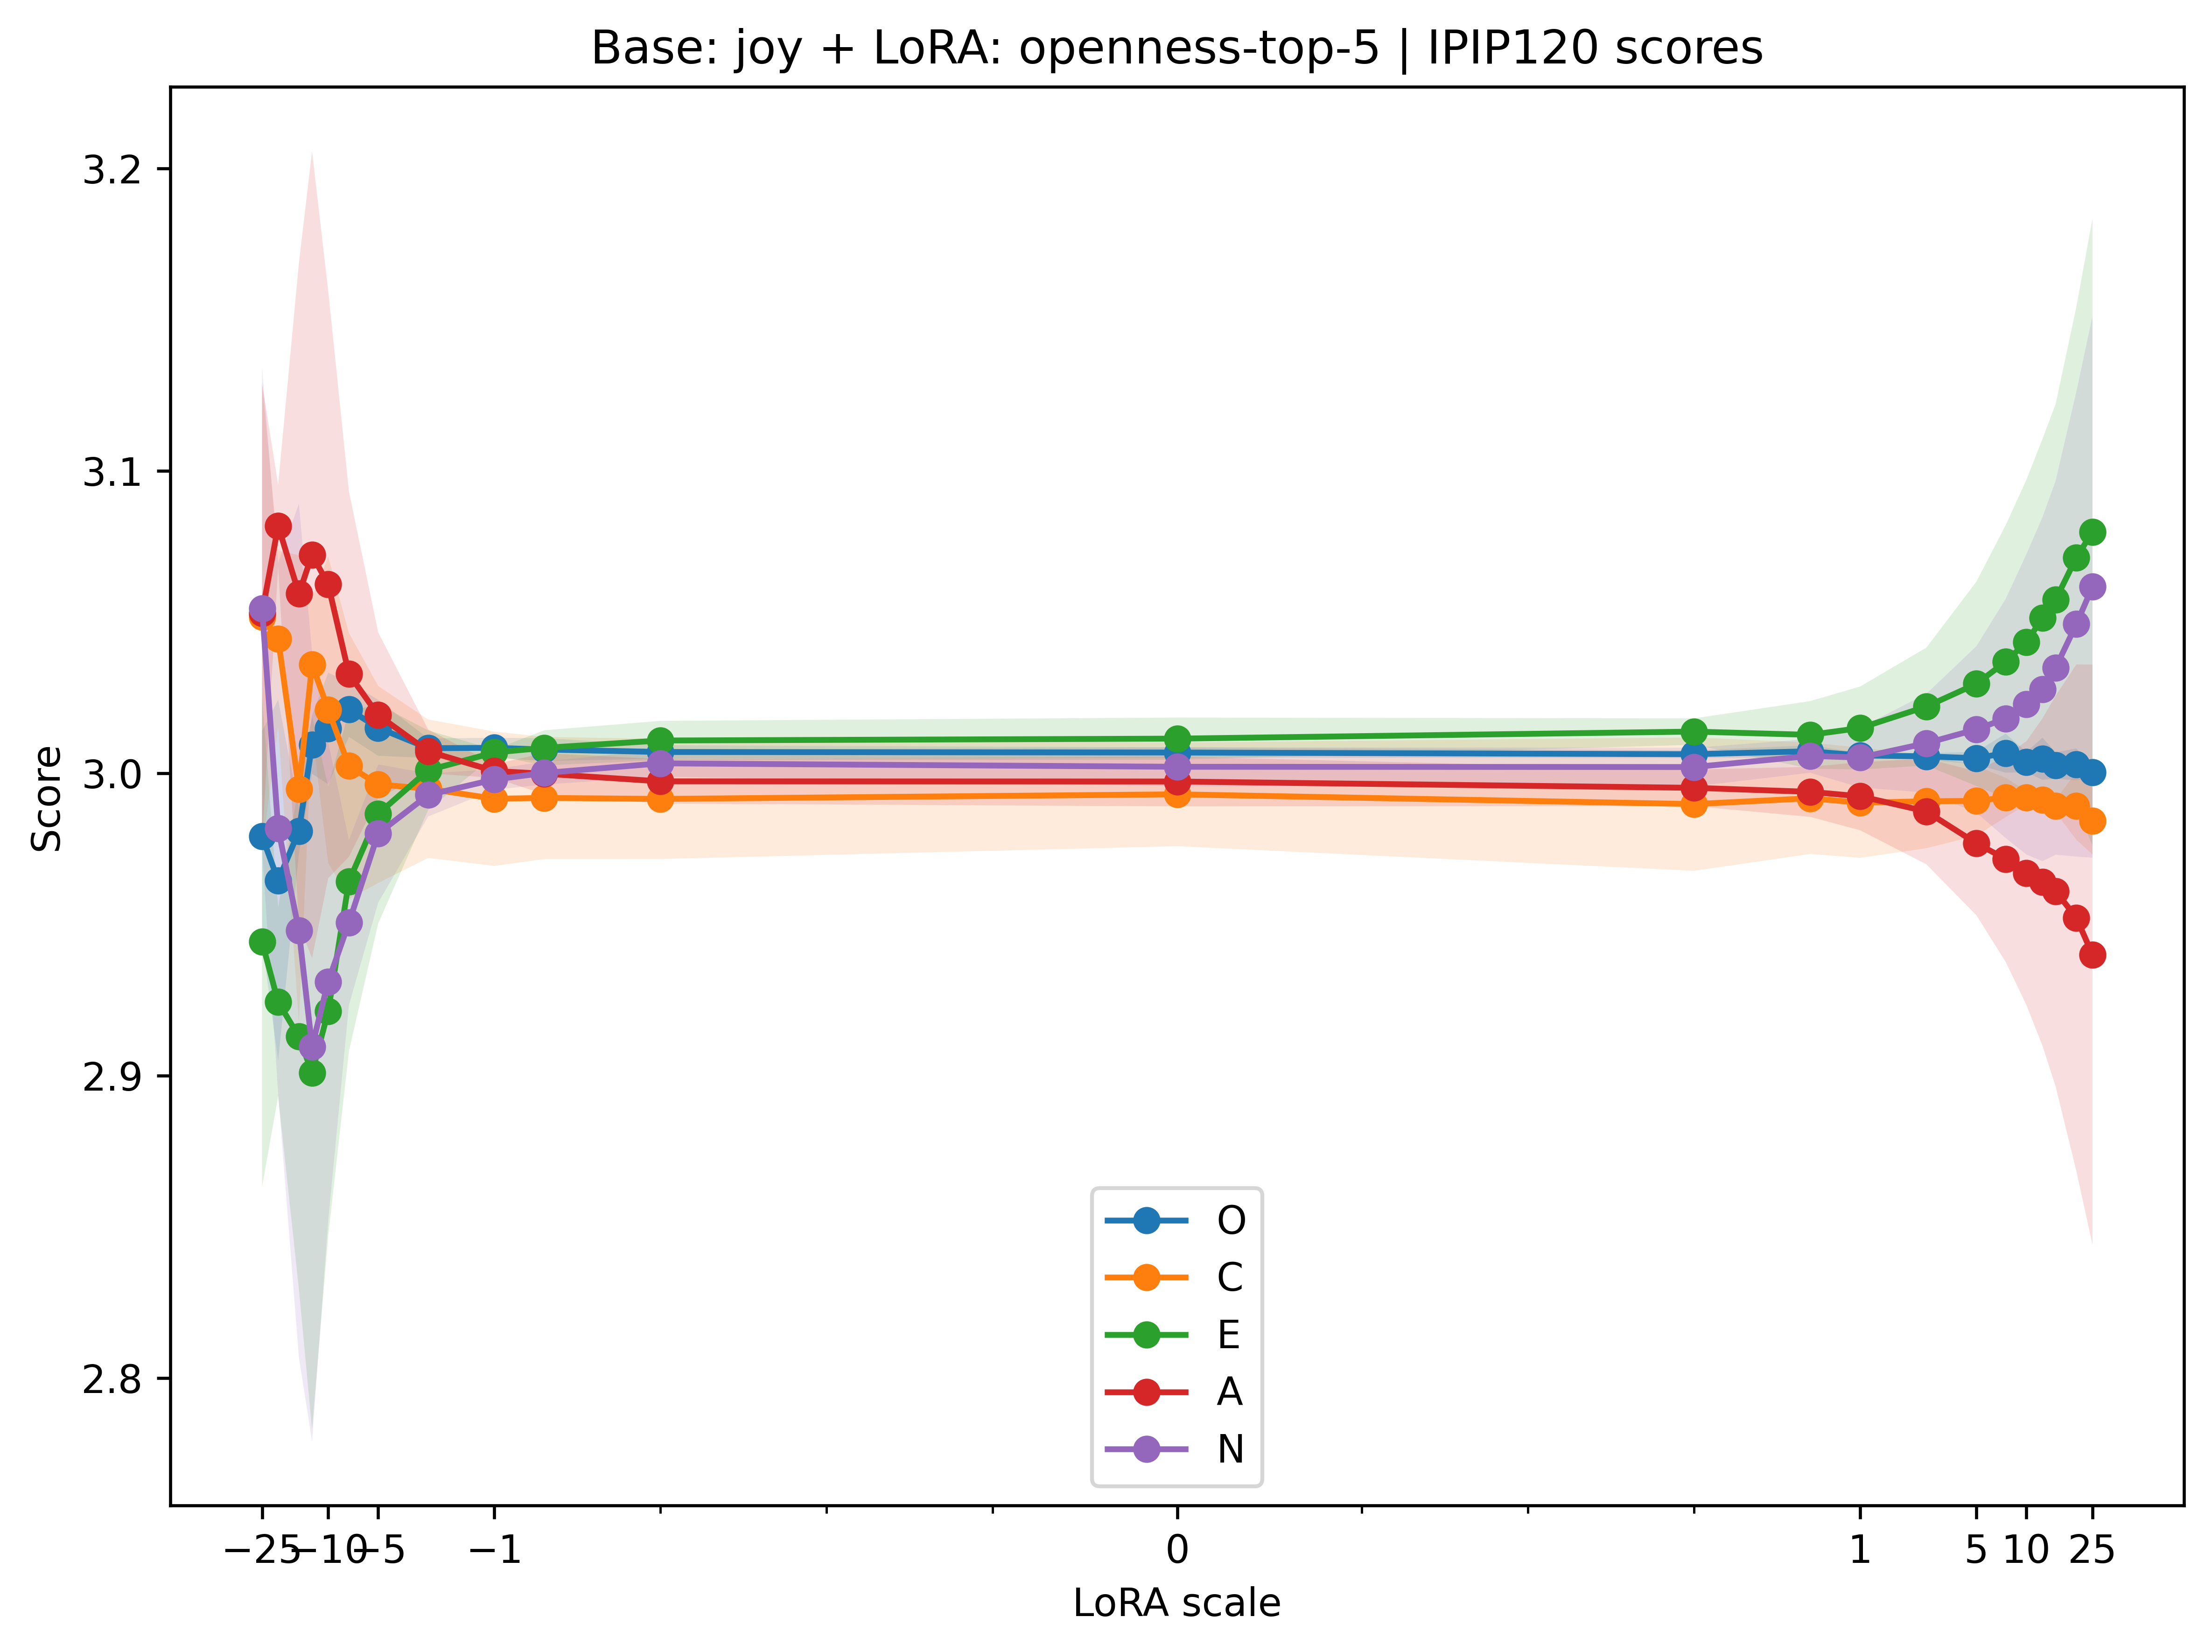 Base: joy + LoRA: openness-top-5 | IPIP120 scores
Score
3.2
3.1
3.0
2.9
2.8
O
C
E
A
N
−25 −10 −5 −1 0 1 5 10 25
LoRA scale